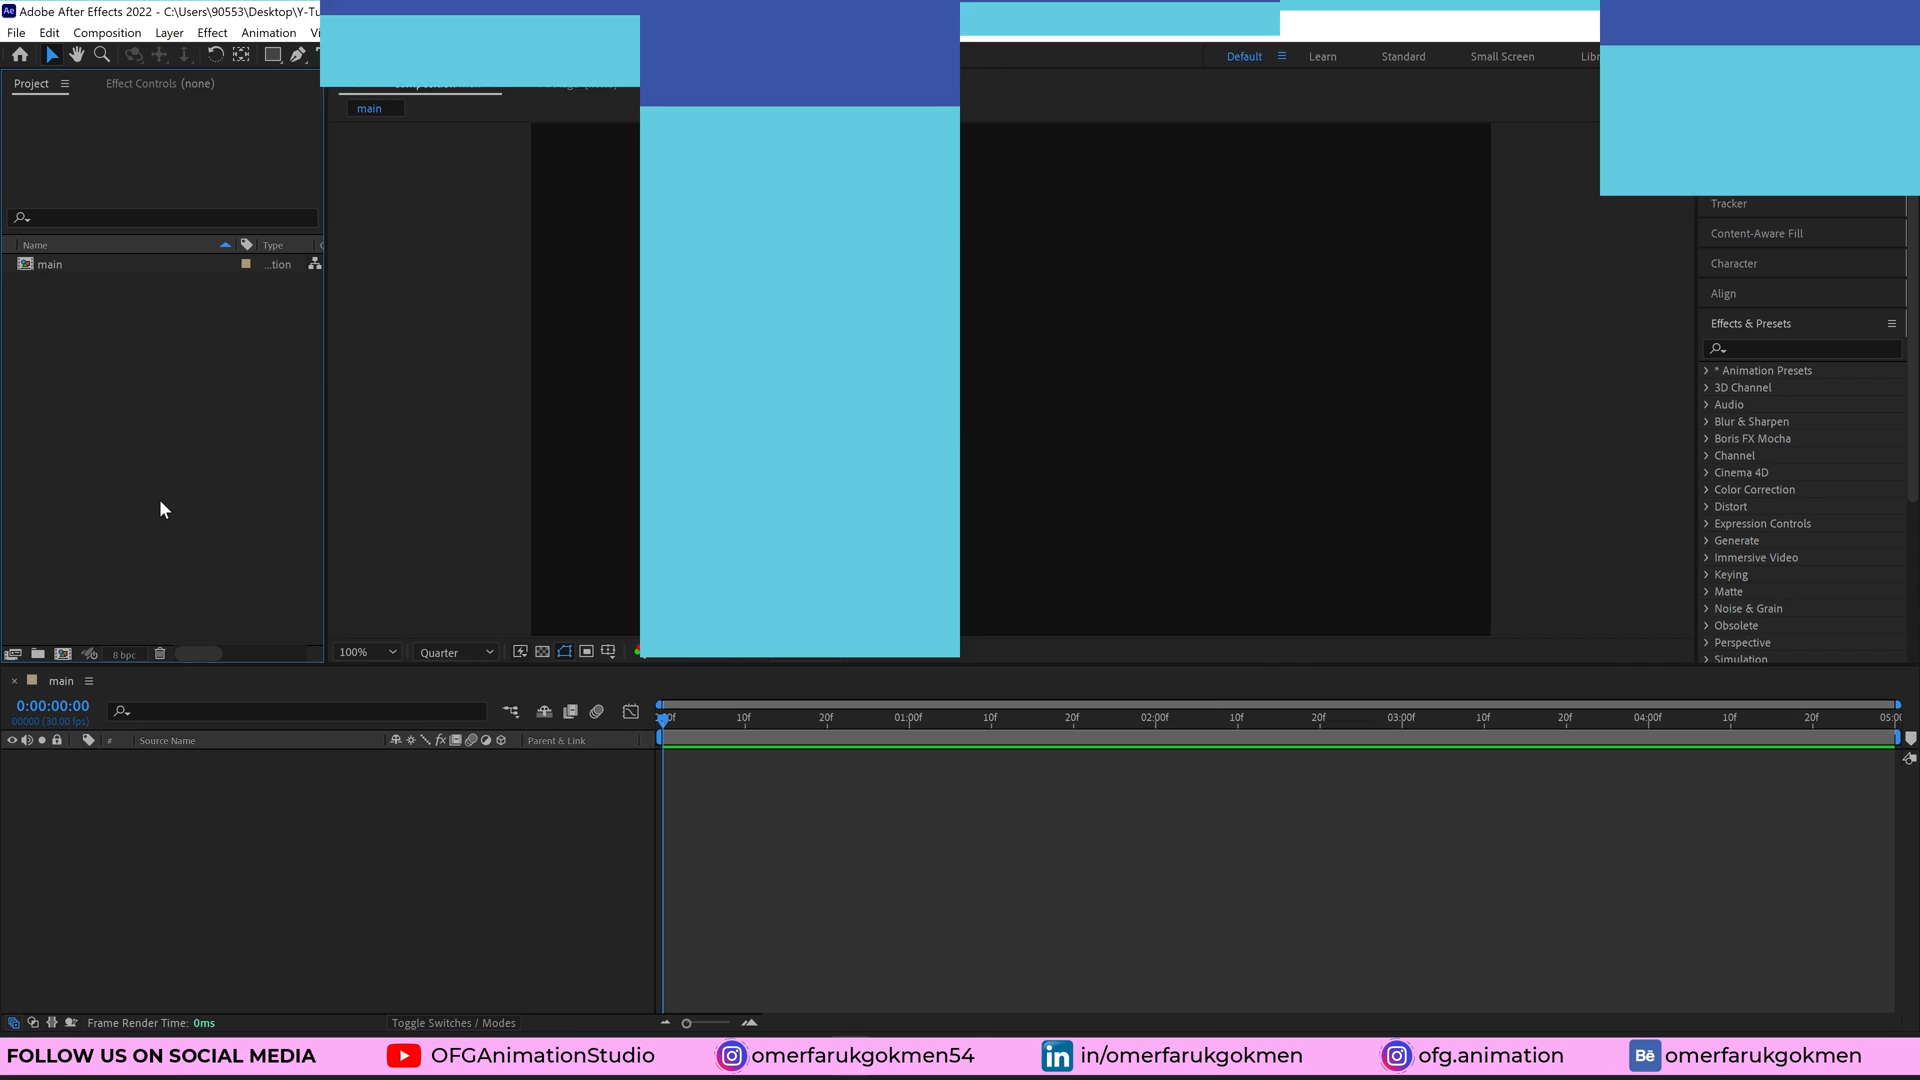 Adobe After Effects 2022 - C:\Users\90553\Desktop\Y-Tu
File Edit Composition Layer Effect Animation
Default Learn Standard Small Screen
Project Effect Controls (none)
main
Name Type
main ...tion
Tracker
Content-Aware Fill
Character
Align
Effects & Presets
* Animation Presets
3D Channel
Audio
Blur & Sharpen
Boris FX Mocha
Channel
Cinema 4D
Color Correction
Distort
Expression Controls
Generate
Immersive Video
Keying
Matte
Noise & Grain
Obsolete
Perspective
Simulation
8 bpc
100% Quarter
main
0:00:00:00
00000 (30.00 fps)
10f 20f 01:00f 10f 20f 02:00f 10f 20f 03:00f 10f 20f 04:00f 10f 20f 05:0
# Source Name fx Parent & Link
Frame Render Time: 0ms Toggle Switches / Modes
FOLLOW US ON SOCIAL MEDIA OFGAnimationStudio omerfarukgokmen54 in/omerfarukgokmen ofg.animation omerfarukgokmen